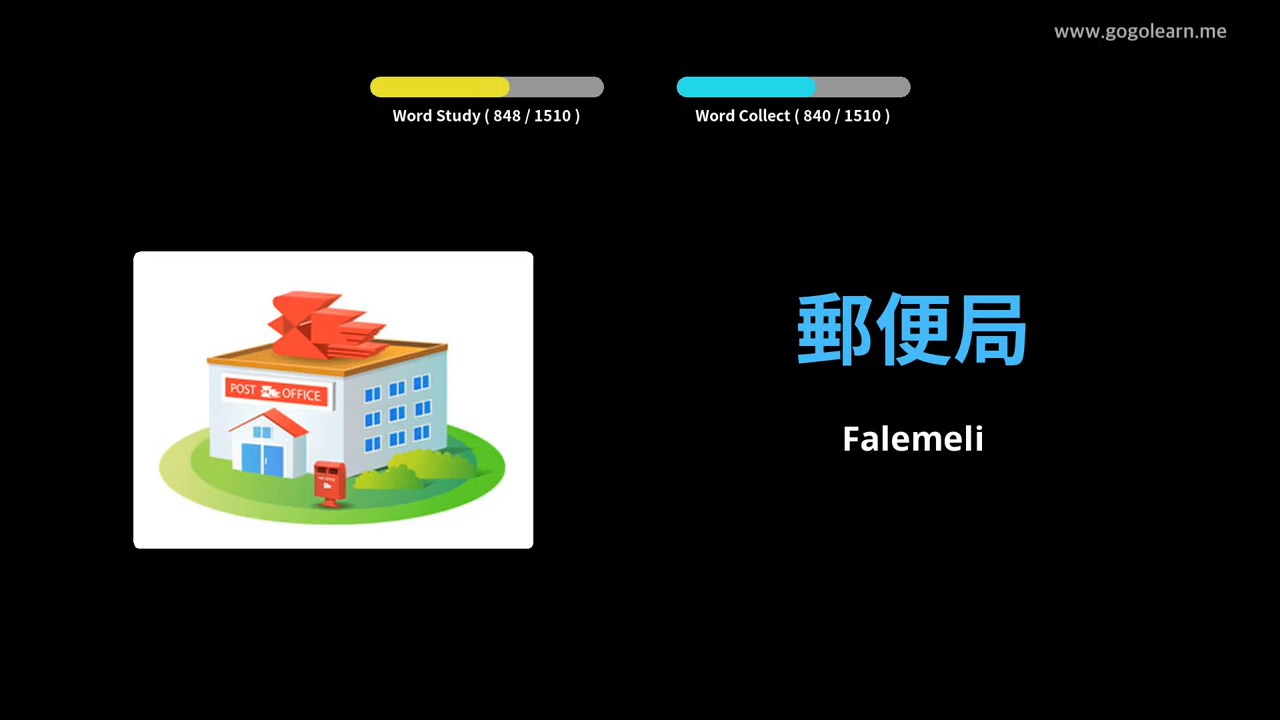 www.gogolearn.me
Word Study ( 848 / 1510 )
Word Collect ( 840 / 1510 )
POST OFFICE
郵便局
Falemeli